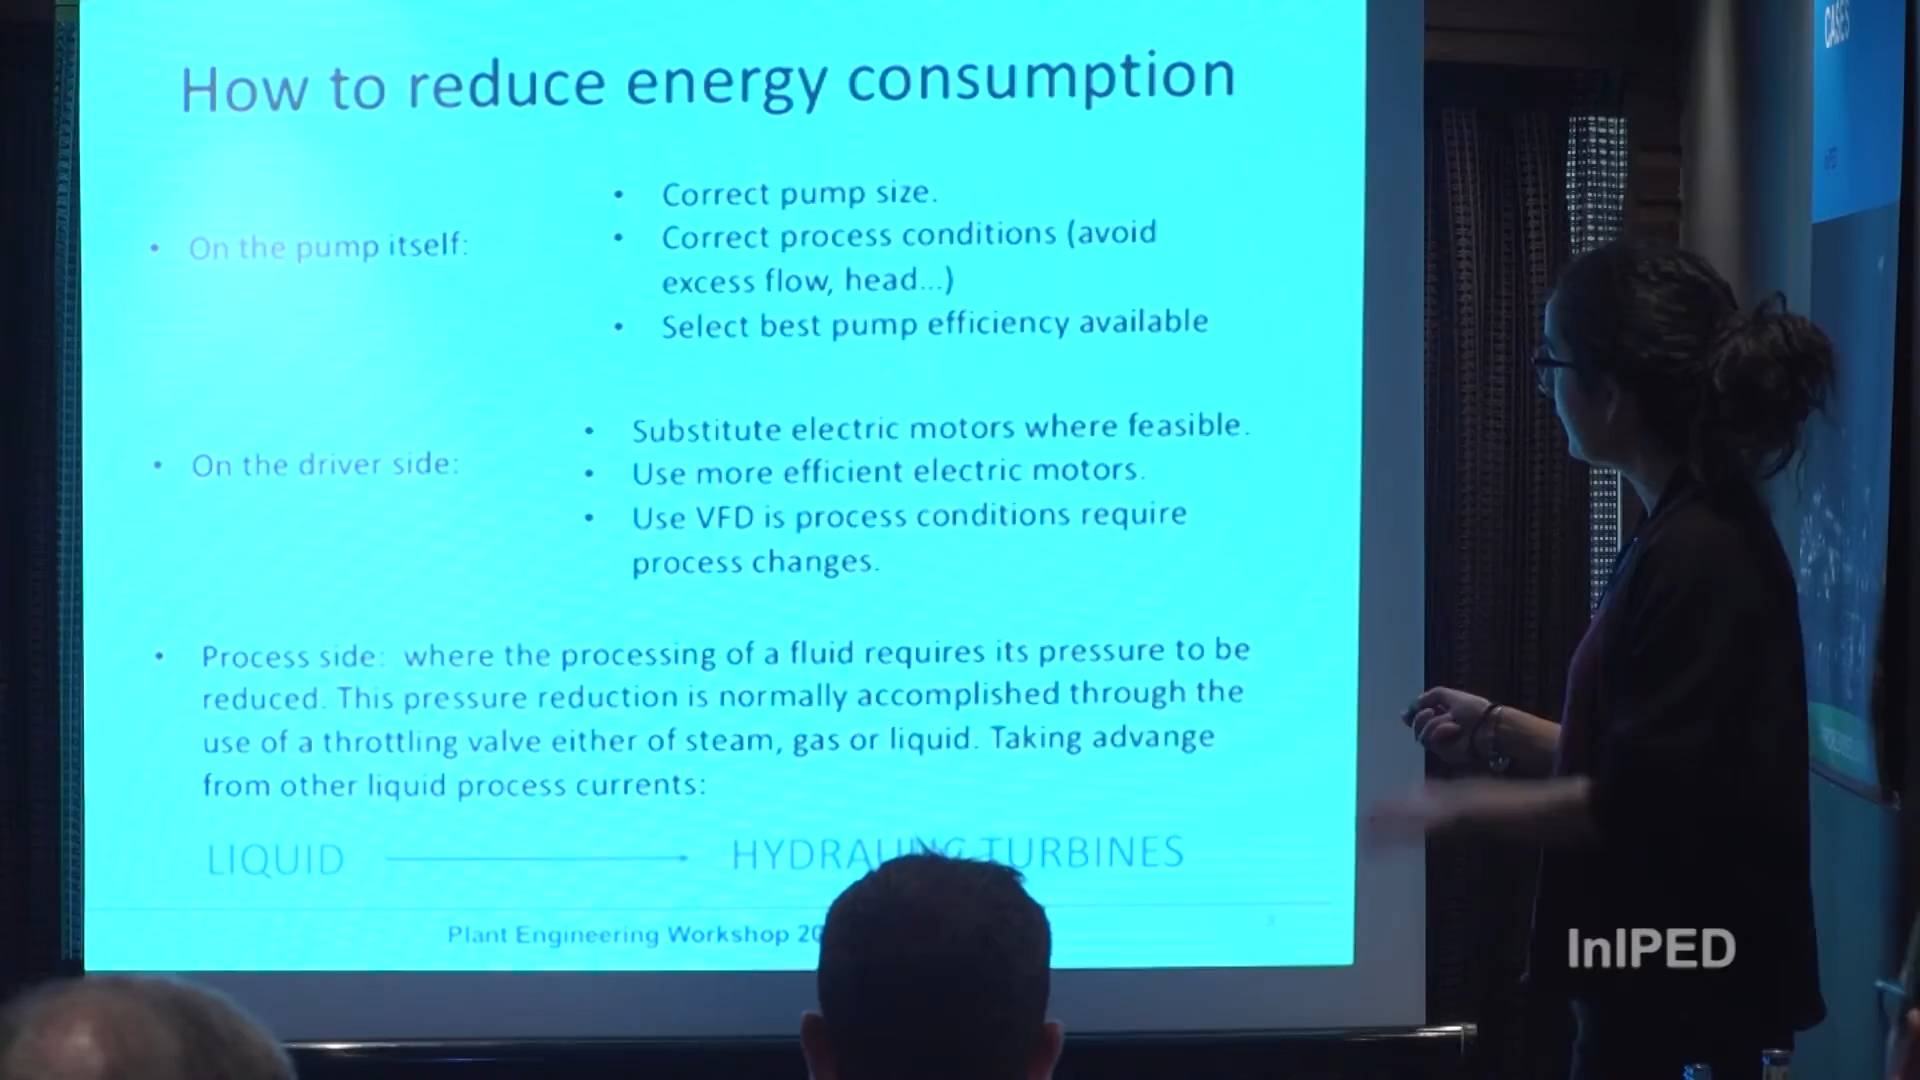 How to reduce energy consumption
• On the pump itself:
• Correct pump size.
• Correct process conditions (avoid
excess flow, head...)
• Select best pump efficiency available
• On the driver side:
• Substitute electric motors where feasible.
• Use more efficient electric motors.
• Use VFD is process conditions require
process changes.
• Process side: where the processing of a fluid requires its pressure to be
reduced. This pressure reduction is normally accomplished through the
use of a throttling valve either of steam, gas or liquid. Taking advange
from other liquid process currents:
LIQUID TURBINES
Plant Engineering Workshop
CASES
InIPED